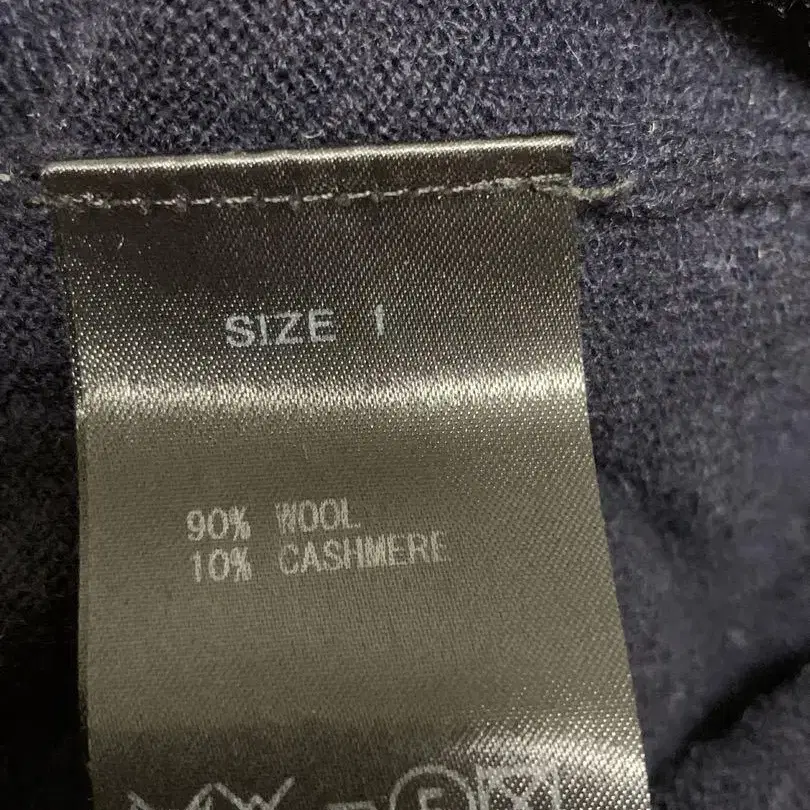 SIZE 1
90% WOOL
10% CASHMERE
F